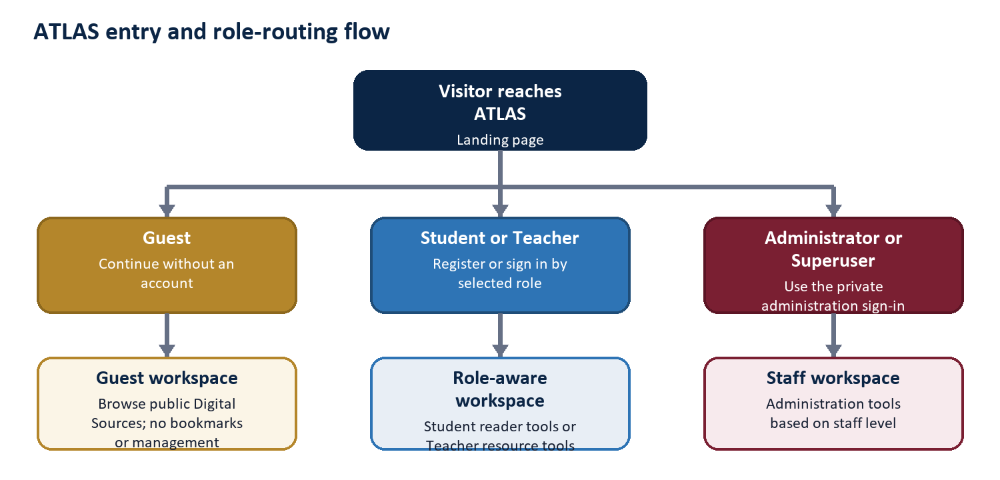 ATLAS entry and role-routing flow
Visitor reaches
ATLAS
Landing page
Guest
Continue without an
account
Student or Teacher
Register or sign in by
selected role
Administrator or
Superuser
Use the private
administration sign-in
Guest workspace
Browse public Digital
Sources; no bookmarks
or management
Role-aware
workspace
Student reader tools or
Teacher resource tools
Staff workspace
Administration tools
based on staff level